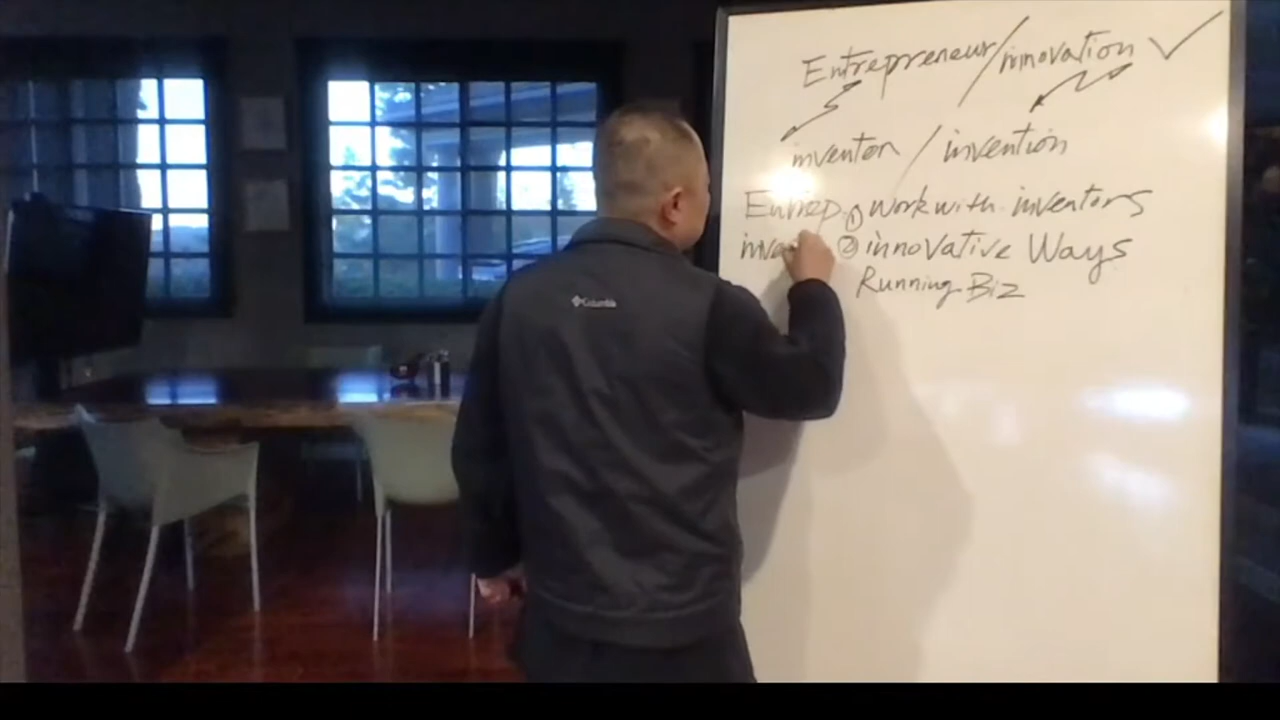 Entrepreneur/innovation ✓
inventor / invention
Entrep. ① work with inventors
② innovative Ways
Running Biz
Columbia